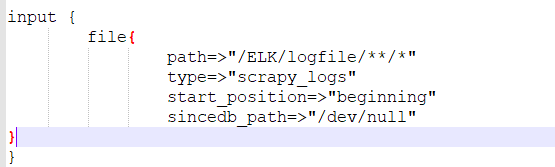 input {
file{
path=>"/ELK/logfile/**/*"
type=>"scrapy_logs"
start_position=>"beginning"
sincedb_path=>"/dev/null"
}
}